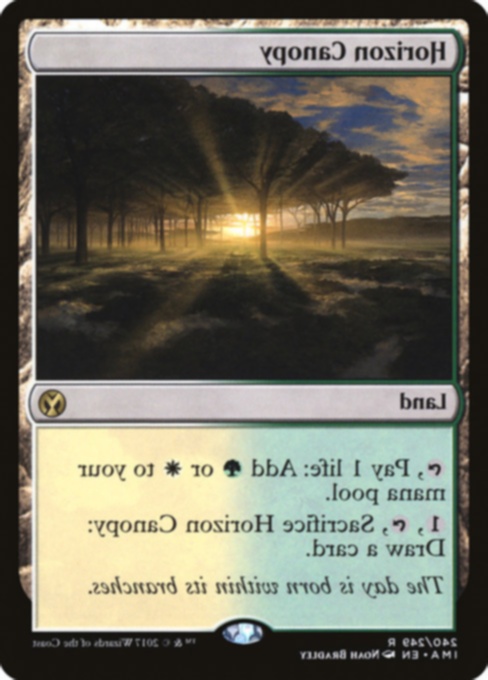 Horizon Canopy
Land
, Pay 1 life: Add or to your
mana pool.
1, , Sacrifice Horizon Canopy:
Draw a card.
The day is born within its branches.
240/249 R
IMA • EN Noah Bradley
™ & © 2017 Wizards of the Coast